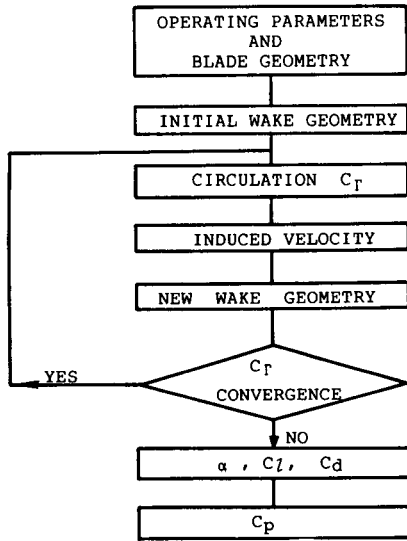 OPERATING PARAMETERS
AND
BLADE GEOMETRY
INITIAL WAKE GEOMETRY
CIRCULATION CΓ
INDUCED VELOCITY
NEW WAKE GEOMETRY
CΓ
CONVERGENCE
YES
NO
α , Cl, Cd
Cp